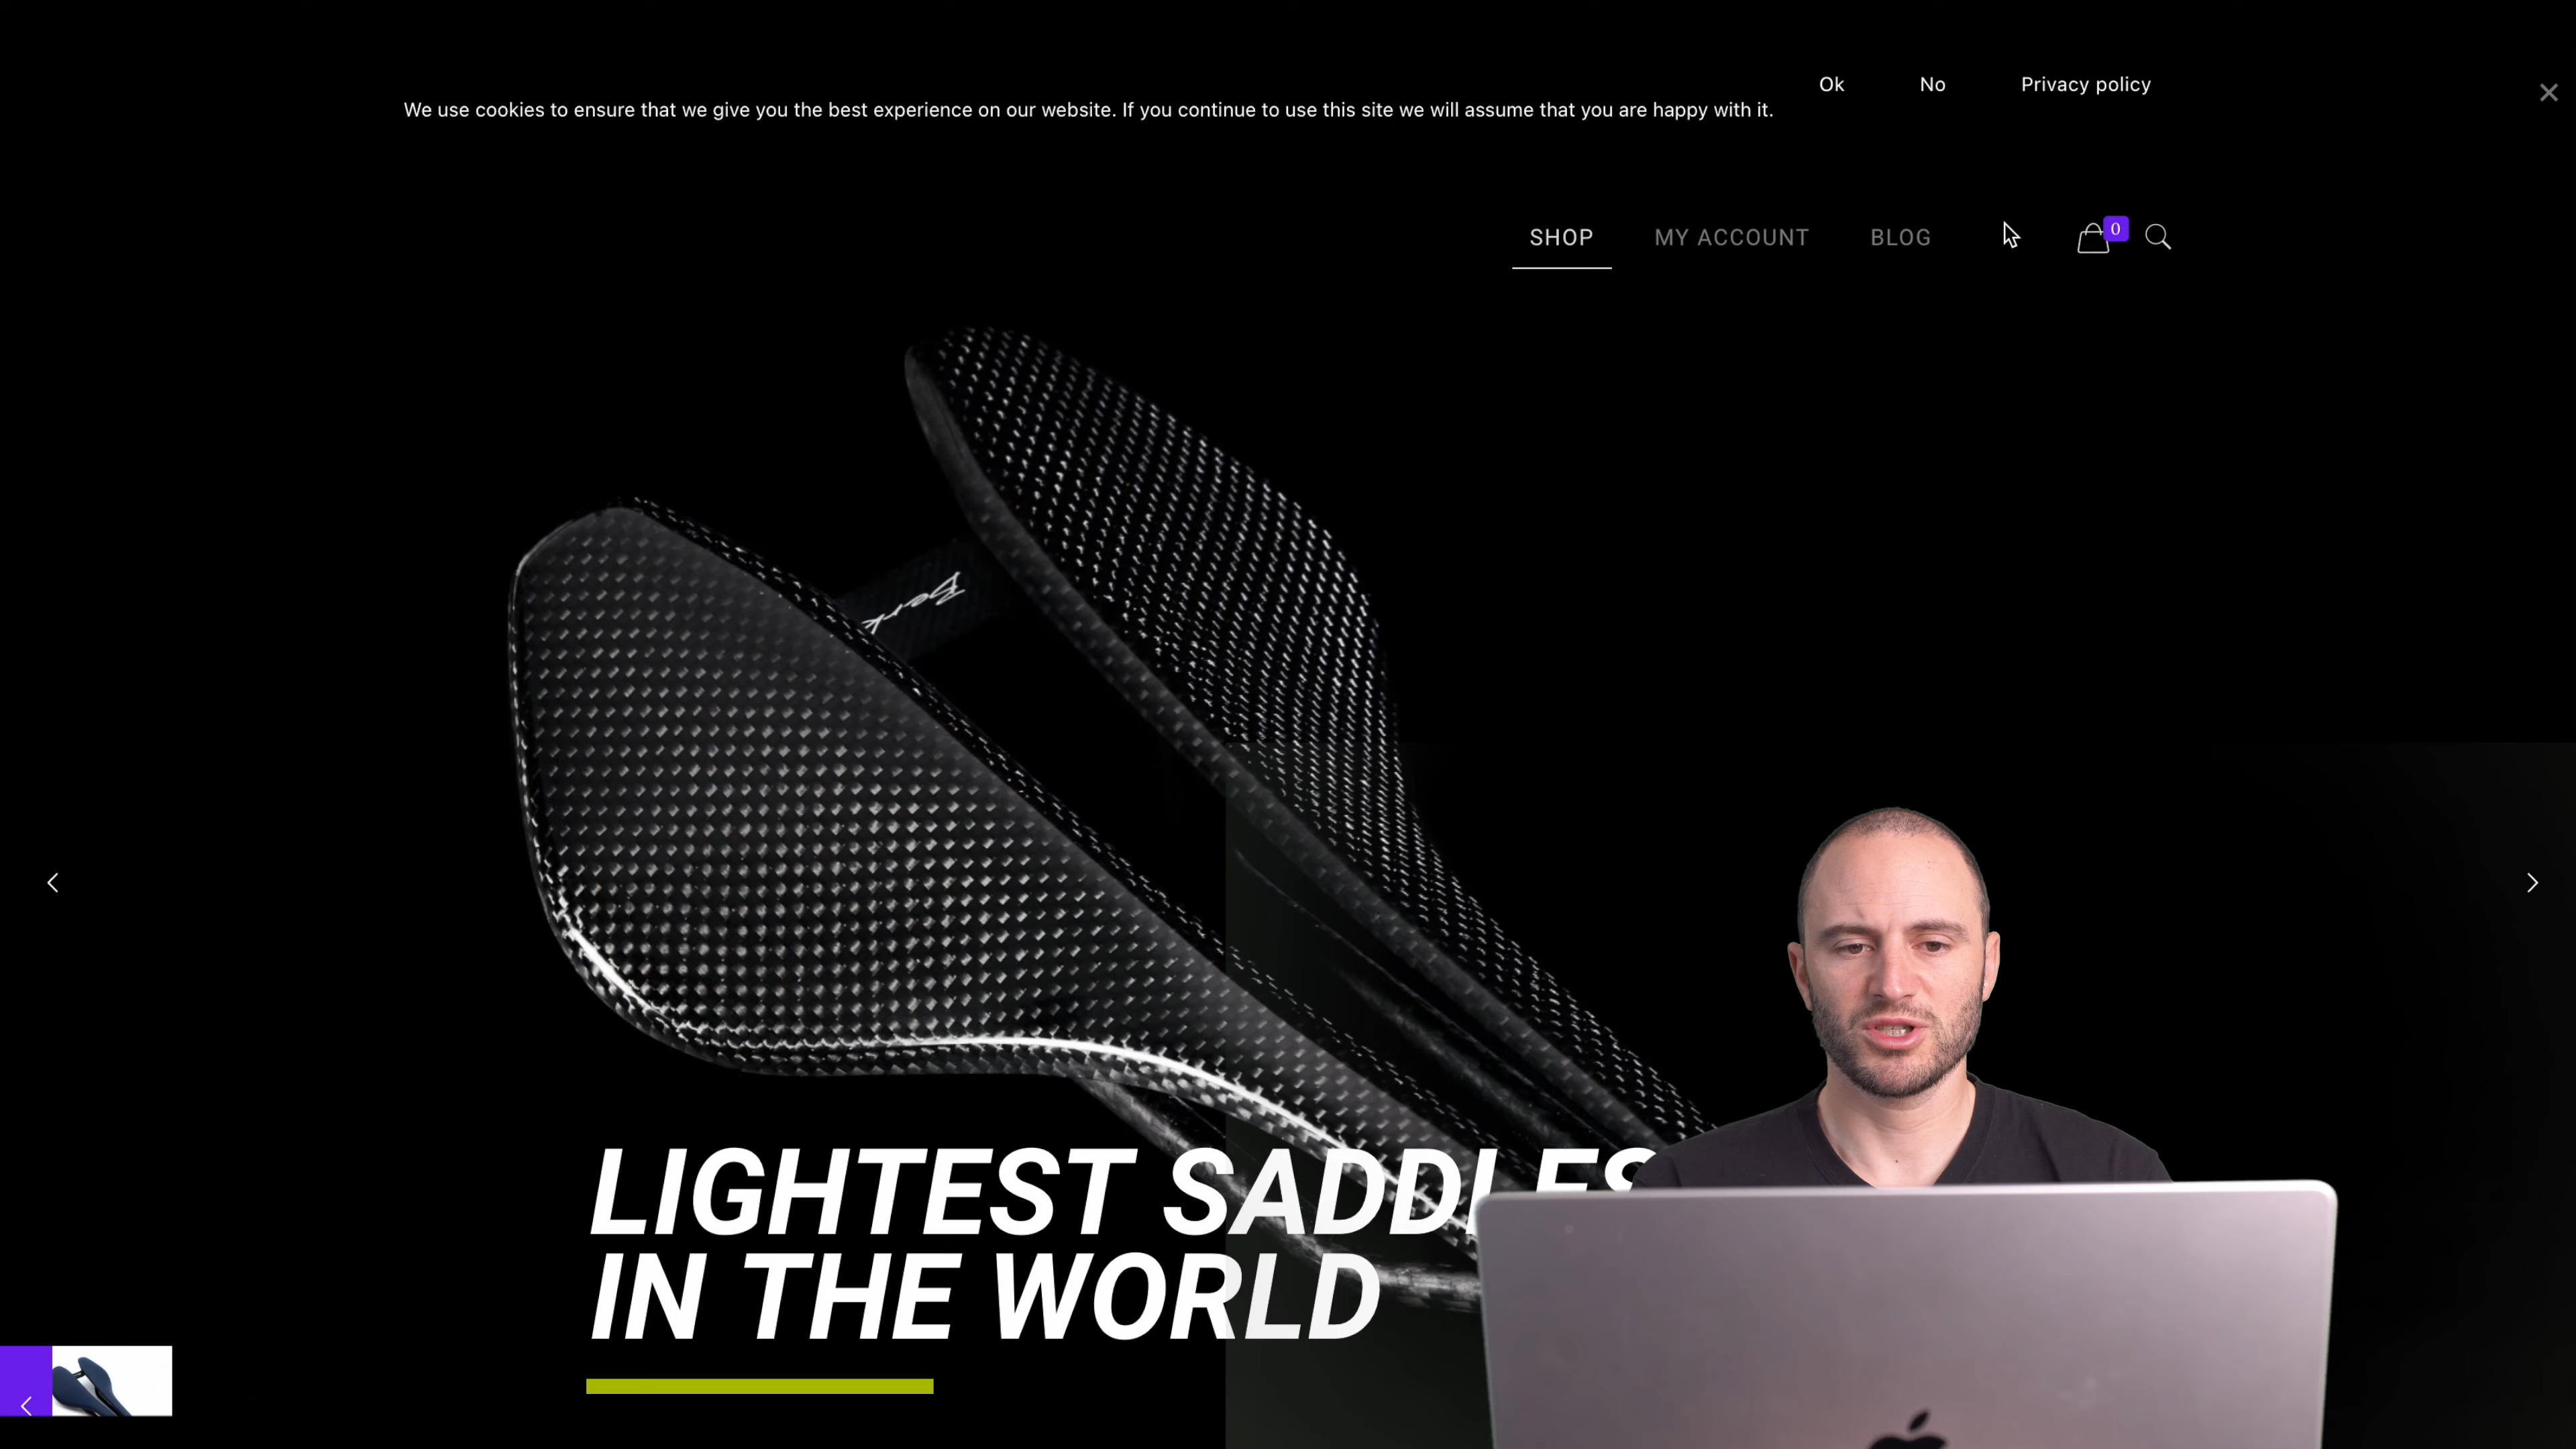 Ok No Privacy policy
We use cookies to ensure that we give you the best experience on our website. If you continue to use this site we will assume that you are happy with it.
SHOP MY ACCOUNT BLOG 0
Berk
LIGHTEST SADDLES
IN THE WORLD